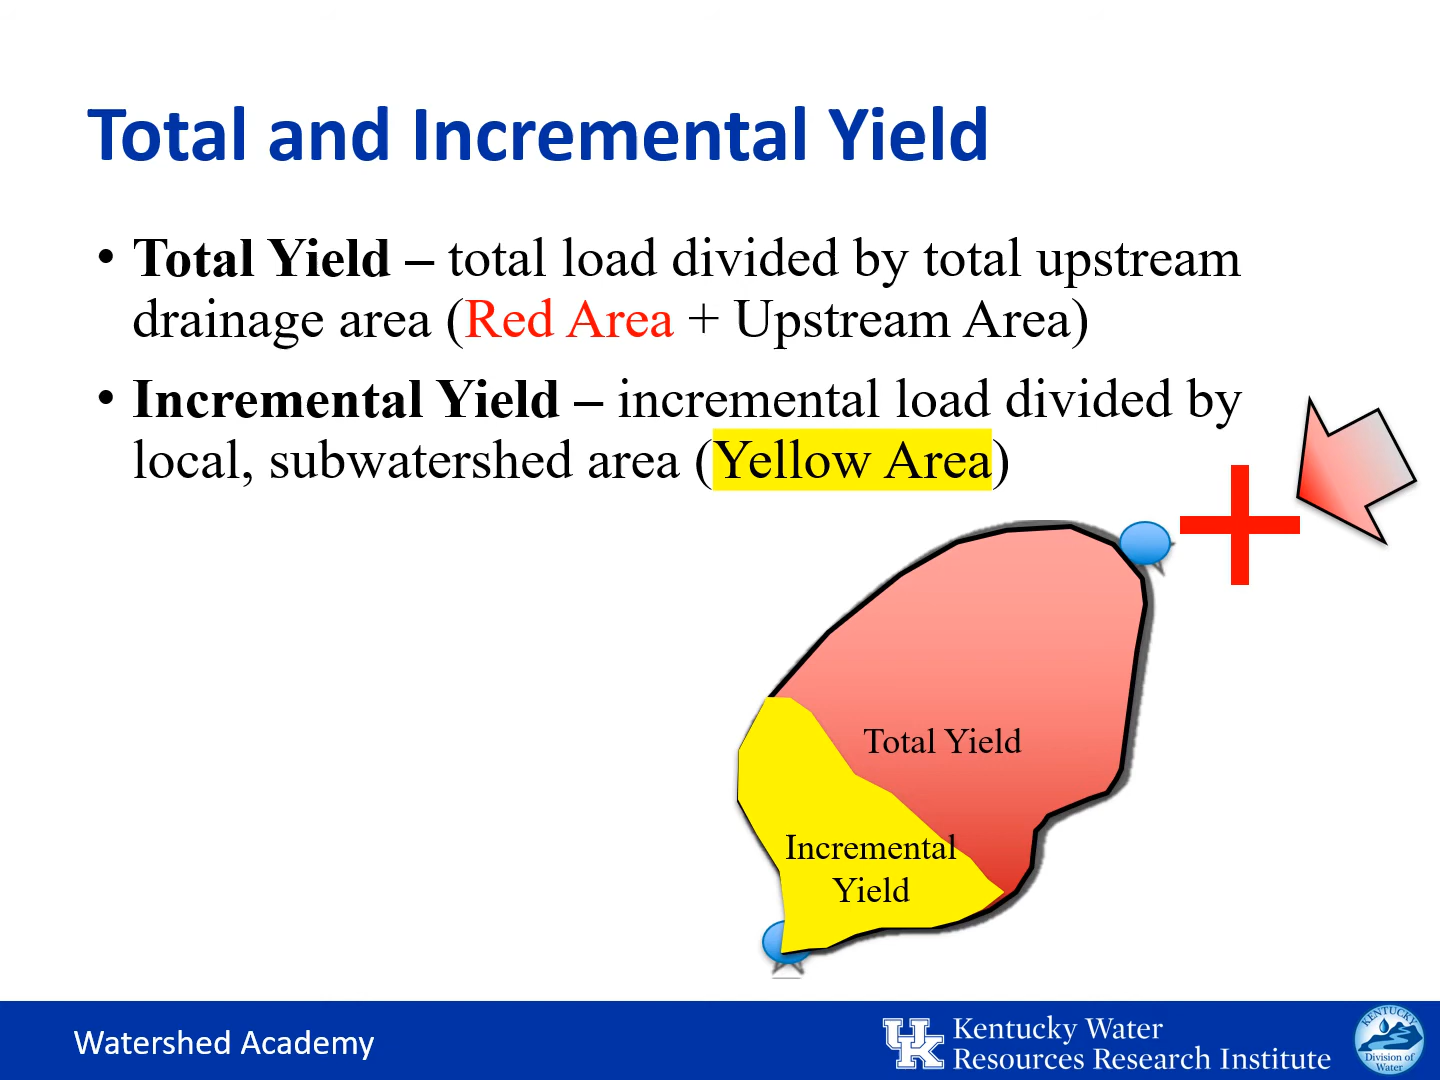 Total and Incremental Yield
• Total Yield – total load divided by total upstream
drainage area (Red Area + Upstream Area)
• Incremental Yield – incremental load divided by
local, subwatershed area (Yellow Area)
Total Yield
Incremental
Yield
Watershed Academy
UK
Kentucky Water
Resources Research Institute
KENTUCKY
Division of
Water